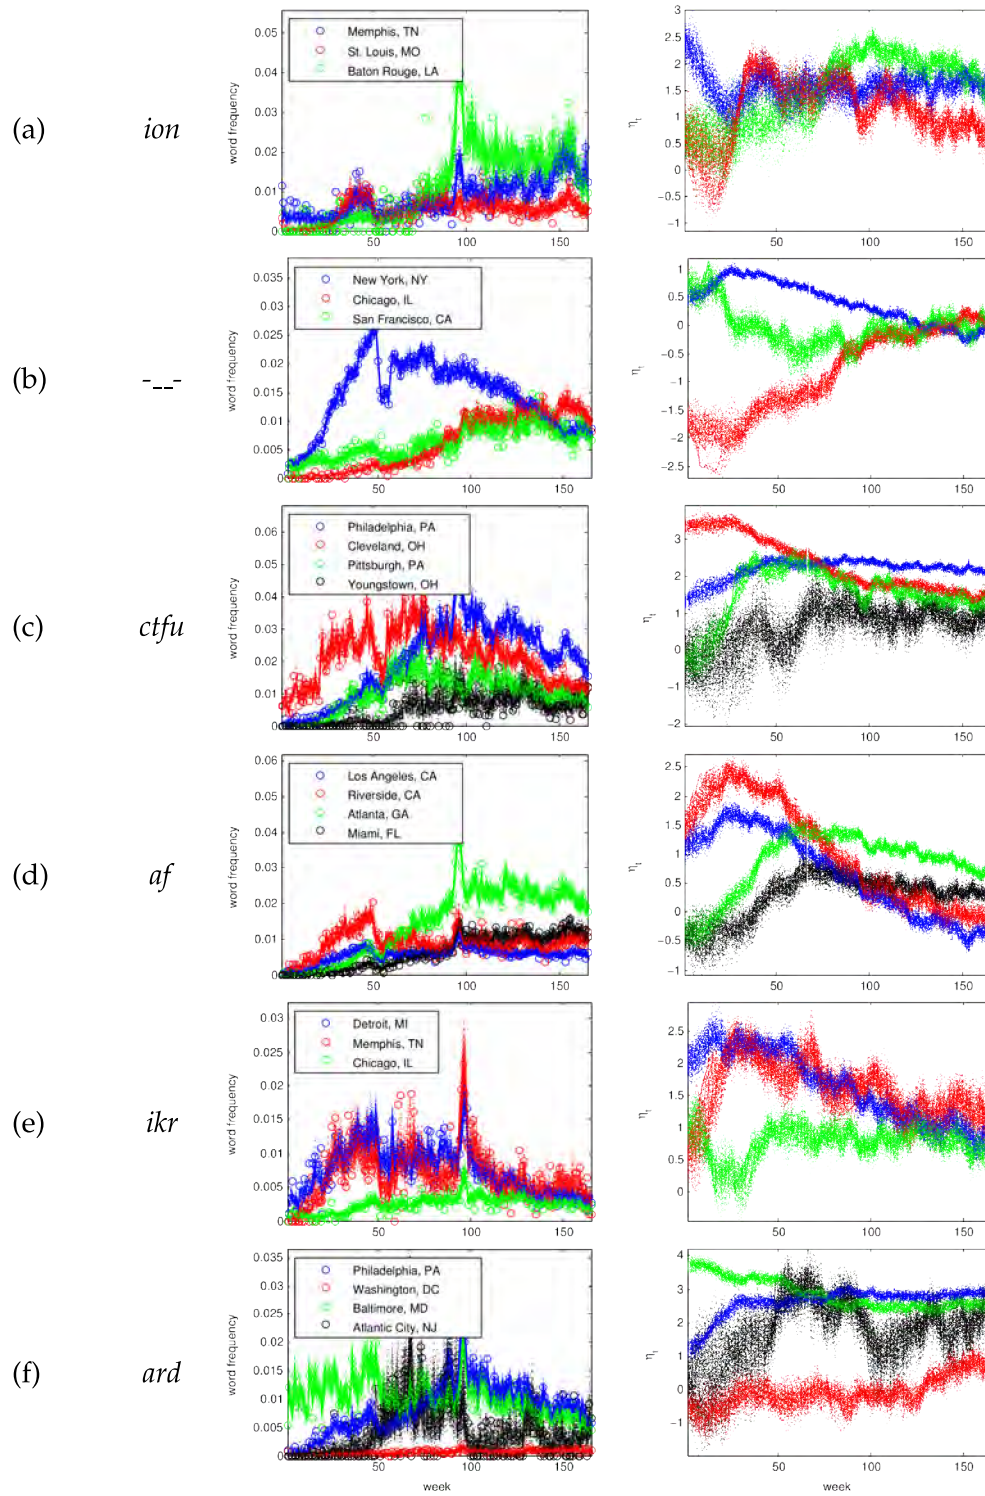 (a) ion
word frequency
0.05
0.04
0.03
0.02
0.01
0
50 100 150
Memphis, TN
St. Louis, MO
Baton Rouge, LA
ηt
3
2.5
2
1.5
1
0.5
0
−0.5
−1
50 100 150
(b) -__-
word frequency
0.035
0.03
0.025
0.02
0.015
0.01
0.005
0
50 100 150
New York, NY
Chicago, IL
San Francisco, CA
ηt
1
0.5
0
−0.5
−1
−1.5
−2
−2.5
50 100 150
(c) ctfu
word frequency
0.06
0.05
0.04
0.03
0.02
0.01
0
50 100 150
Philadelphia, PA
Cleveland, OH
Pittsburgh, PA
Youngstown, OH
ηt
3
2
1
0
−1
−2
50 100 150
(d) af
word frequency
0.06
0.05
0.04
0.03
0.02
0.01
0
50 100 150
Los Angeles, CA
Riverside, CA
Atlanta, GA
Miami, FL
ηt
2.5
2
1.5
1
0.5
0
−0.5
−1
50 100 150
(e) ikr
word frequency
0.03
0.025
0.02
0.015
0.01
0.005
0
50 100 150
Detroit, MI
Memphis, TN
Chicago, IL
ηt
2.5
2
1.5
1
0.5
0
50 100 150
(f) ard
word frequency
0.035
0.03
0.025
0.02
0.015
0.01
0.005
0
50 100 150
week
Philadelphia, PA
Washington, DC
Baltimore, MD
Atlantic City, NJ
ηt
4
3
2
1
0
−1
50 100 150
week